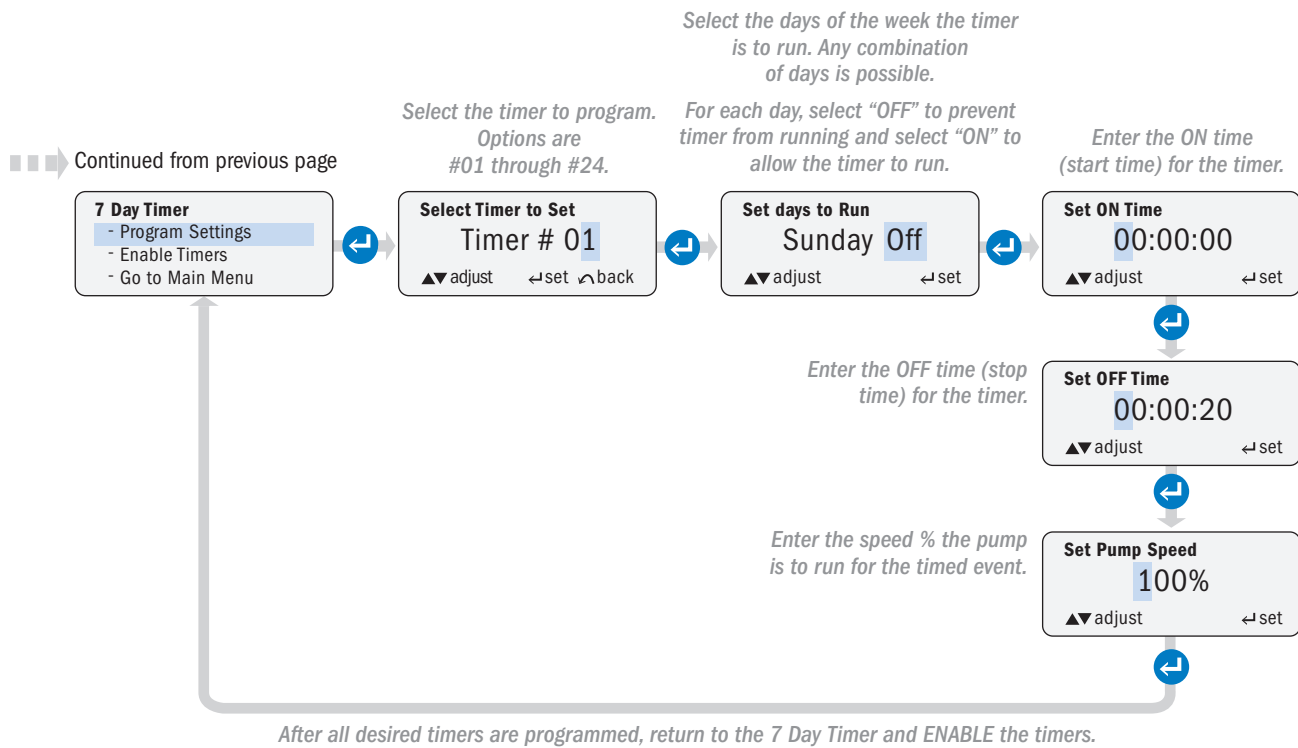 Select the days of the week the timer
is to run. Any combination
of days is possible.
Select the timer to program.
Options are
#01 through #24.
For each day, select “OFF” to prevent
timer from running and select “ON” to
allow the timer to run.
Enter the ON time
(start time) for the timer.
Continued from previous page
7 Day Timer
- Program Settings
- Enable Timers
- Go to Main Menu
Select Timer to Set
Timer # 01
▲▼ adjust ↵ set ↶ back
Set days to Run
Sunday Off
▲▼ adjust ↵ set
Set ON Time
00:00:00
▲▼ adjust ↵ set
Enter the OFF time (stop
time) for the timer.
Set OFF Time
00:00:20
▲▼ adjust ↵ set
Enter the speed % the pump
is to run for the timed event.
Set Pump Speed
100%
▲▼ adjust ↵ set
After all desired timers are programmed, return to the 7 Day Timer and ENABLE the timers.